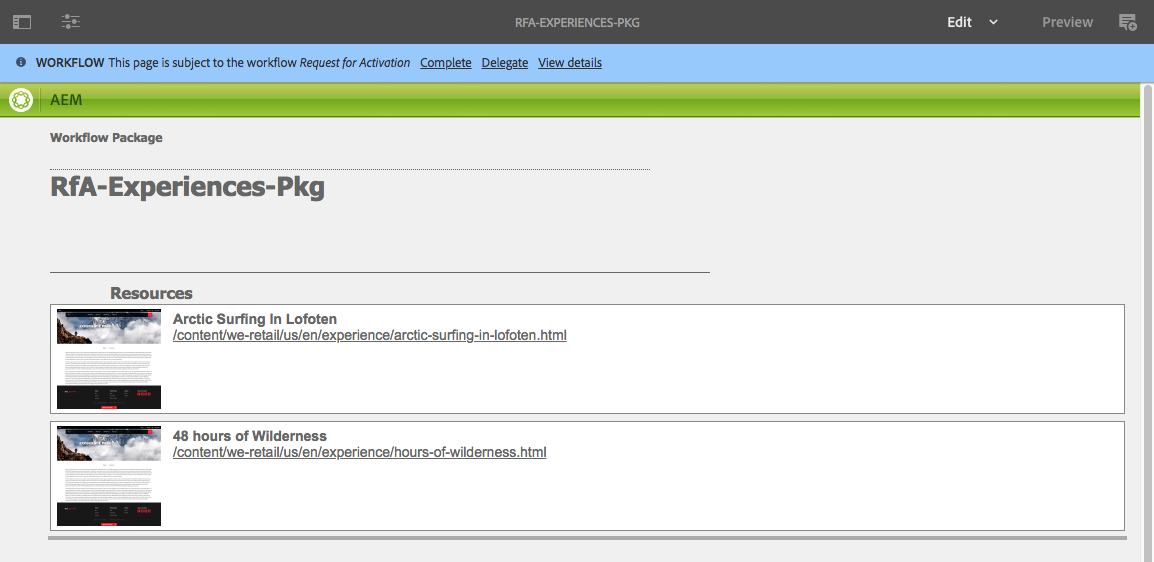 RFA-EXPERIENCES-PKG Edit Preview
WORKFLOW This page is subject to the workflow Request for Activation Complete Delegate View details
AEM
Workflow Package
RfA-Experiences-Pkg
Resources
Arctic Surfing In Lofoten
/content/we-retail/us/en/experience/arctic-surfing-in-lofoten.html
48 hours of Wilderness
/content/we-retail/us/en/experience/hours-of-wilderness.html